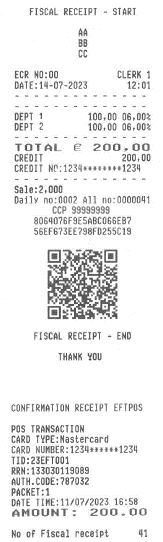 FISCAL RECEIPT - START
AA
BB
CC
ECR NO:00 CLERK 1
DATE:14-07-2023 12:01
- - - - - - - - - - - - - - - -
DEPT 1 100,00 06.00%
DEPT 2 100,00 06.00%
- - - - - - - - - - - - - - - -
TOTAL € 200,00
CREDIT 200,00
CREDIT NO:1234********1234
- - - - - - - - - - - - - - - -
Sale:2,000
Daily no:0002 All no:0000041
CCP 99999999
8064076F9E5ABC066EB7
56EF673EE798FD255C19
FISCAL RECEIPT - END
THANK YOU
CONFIRMATION RECEIPT EFTPOS
POS TRANSACTION
CARD TYPE:Mastercard
CARD NUMBER:1234******1234
TID:23EFT001
RRN:133030119089
AUTH.CODE:787032
PACKET:1
DATE TIME:11/07/2023 16:58
AMOUNT: 200.00
No of Fiscal receipt 41